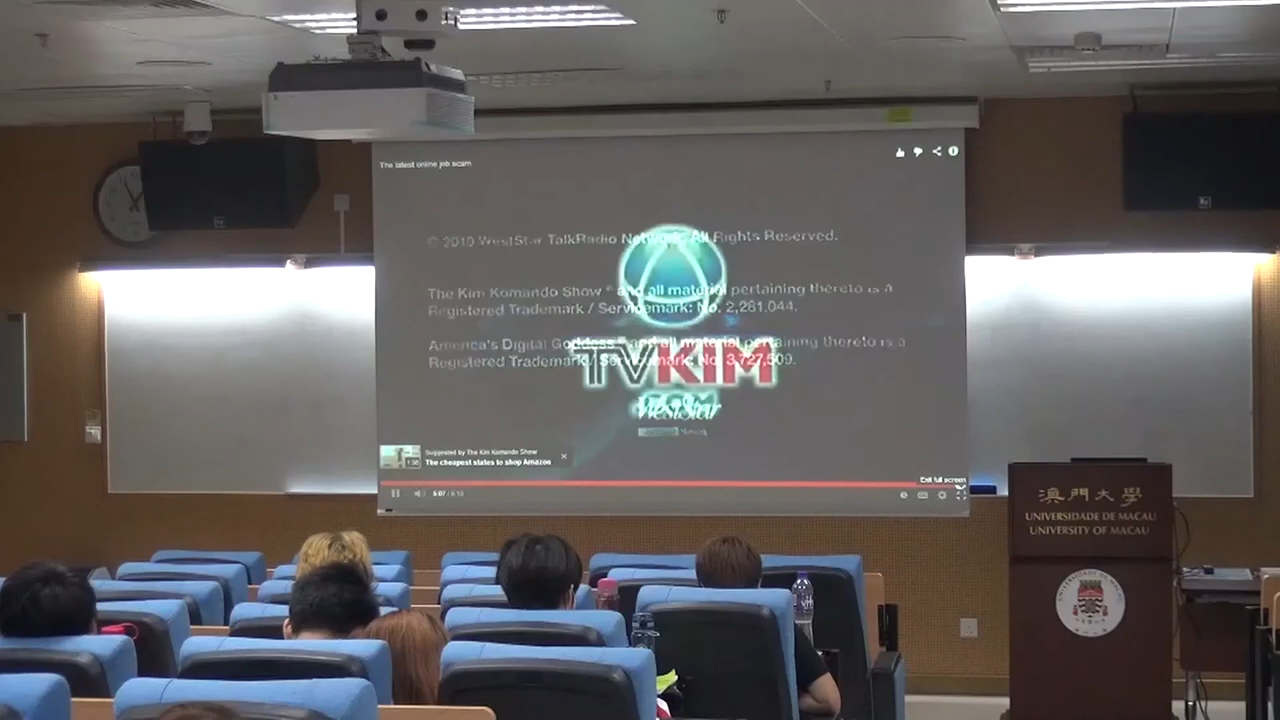 The latest online job scam
© 2010 WestStar TalkRadio Network. All Rights Reserved.
The Kim Komando Show ® and all material pertaining thereto is a
Registered Trademark / Servicemark: No. 2,281,044.
America's Digital Goddess ® and all material pertaining thereto is a
Registered Trademark / Servicemark: No. 3,727,509.
TVKIM
WestStar
Suggested by The Kim Komando Show
The cheapest states to shop Amazon
1:38
Exit full screen
澳門大學
UNIVERSIDADE DE MACAU
UNIVERSITY OF MACAU